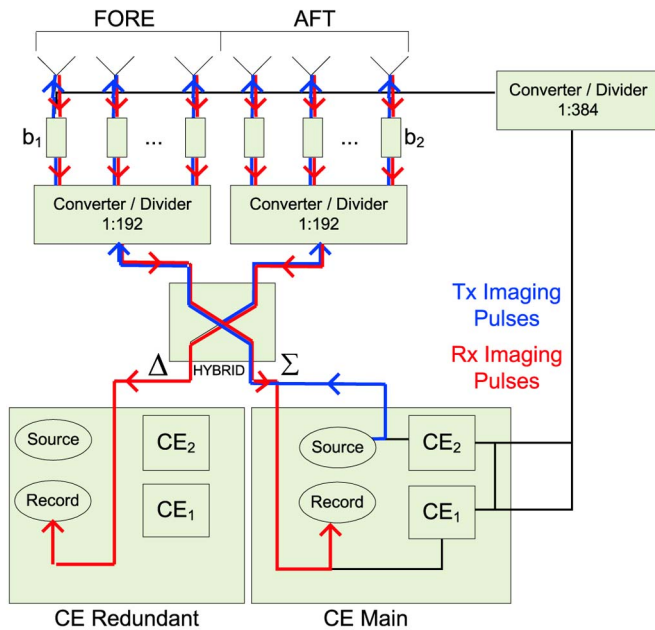 FORE
AFT
Converter / Divider
1:384
b₁
...
...
b₂
Converter / Divider
1:192
Converter / Divider
1:192
Tx Imaging
Pulses
Rx Imaging
Pulses
Δ
HYBRID
Σ
Source
CE₂
Record
CE₁
Source
CE₂
Record
CE₁
CE Redundant
CE Main